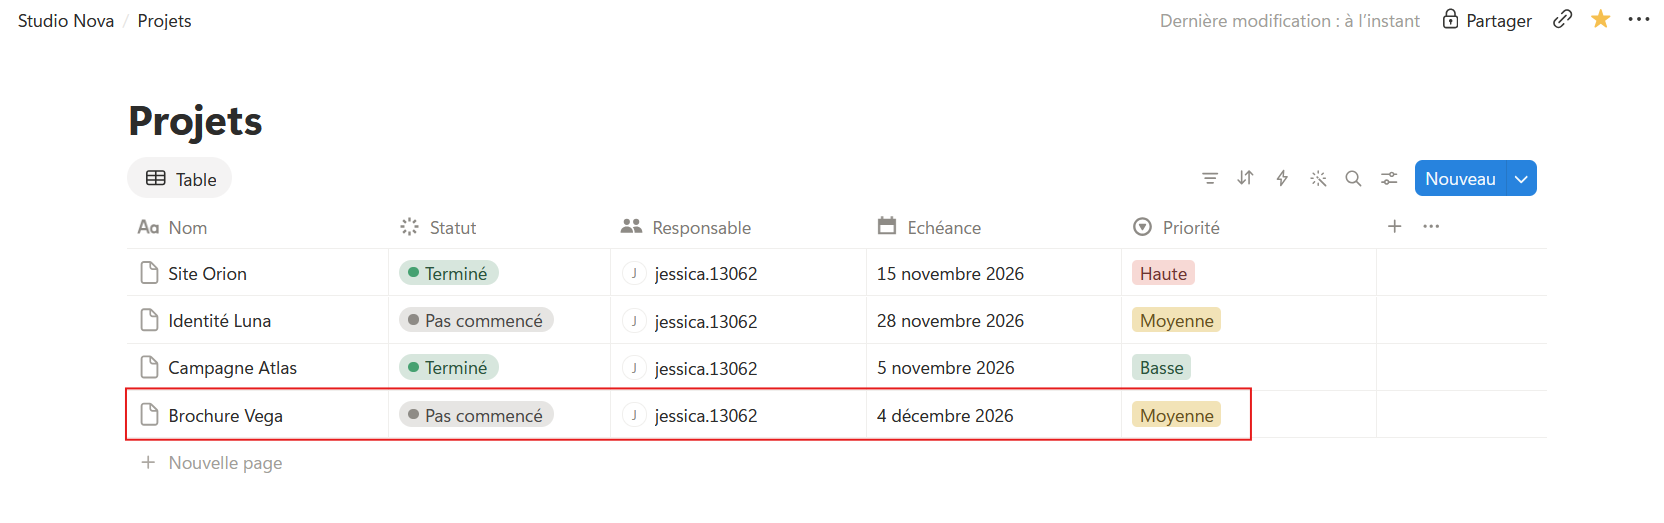 Studio Nova / Projets
Dernière modification : à l’instant Partager
Projets
Table
Nouveau
Aa Nom Statut Responsable Echéance Priorité
Site Orion Terminé J jessica.13062 15 novembre 2026 Haute
Identité Luna Pas commencé J jessica.13062 28 novembre 2026 Moyenne
Campagne Atlas Terminé J jessica.13062 5 novembre 2026 Basse
Brochure Vega Pas commencé J jessica.13062 4 décembre 2026 Moyenne
+ Nouvelle page